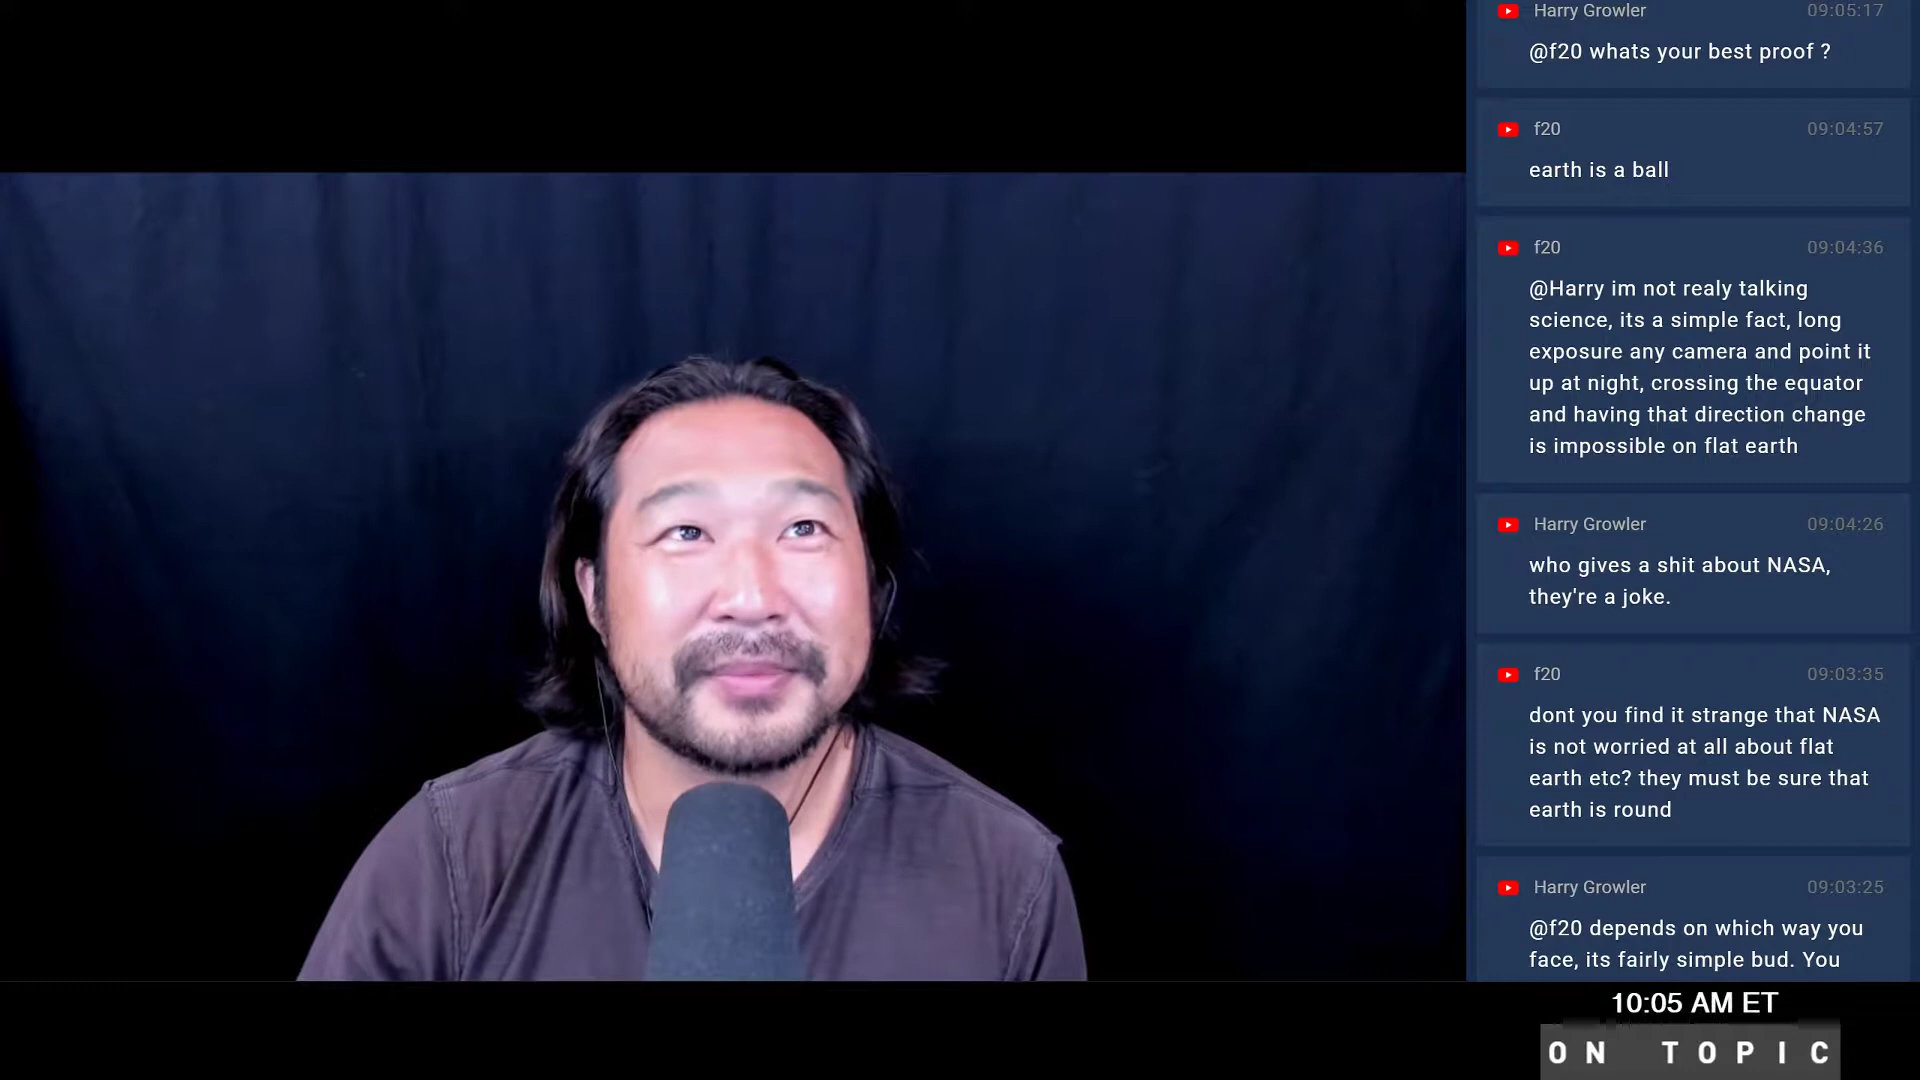 Harry Growler 09:05:17
@f20 whats your best proof ?
f20 09:04:57
earth is a ball
f20 09:04:36
@Harry im not realy talking
science, its a simple fact, long
exposure any camera and point it
up at night, crossing the equator
and having that direction change
is impossible on flat earth
Harry Growler 09:04:26
who gives a shit about NASA,
they're a joke.
f20 09:03:35
dont you find it strange that NASA
is not worried at all about flat
earth etc? they must be sure that
earth is round
Harry Growler 09:03:25
@f20 depends on which way you
face, its fairly simple bud. You
10:05 AM ET
ON TOPIC